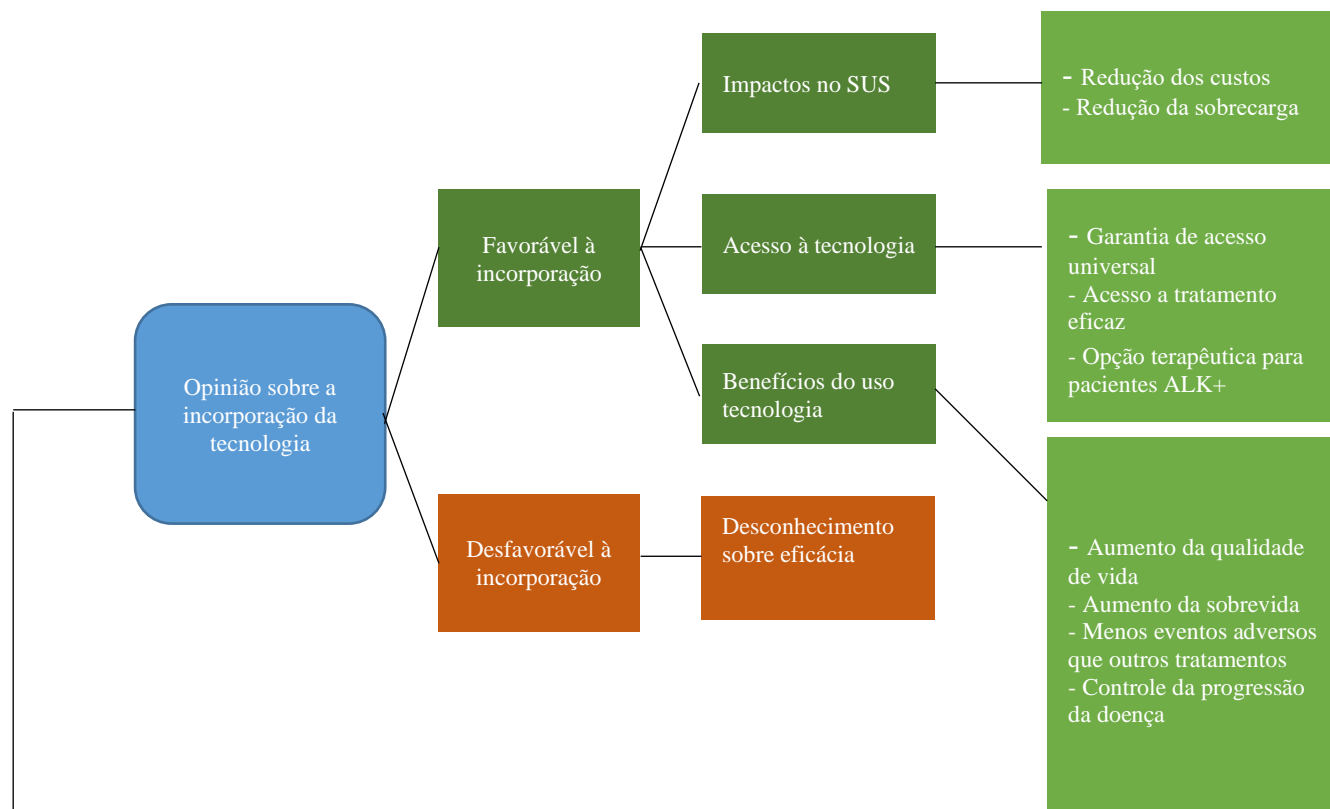 Opinião sobre a
incorporação da
tecnologia
Favorável à
incorporação
Impactos no SUS
- Redução dos custos
- Redução da sobrecarga
Acesso à tecnologia
- Garantia de acesso
universal
- Acesso a tratamento
eficaz
- Opção terapêutica para
pacientes ALK+
Benefícios do uso
tecnologia
- Aumento da qualidade
de vida
- Aumento da sobrevida
- Menos eventos adversos
que outros tratamentos
- Controle da progressão
da doença
Desfavorável à
incorporação
Desconhecimento
sobre eficácia